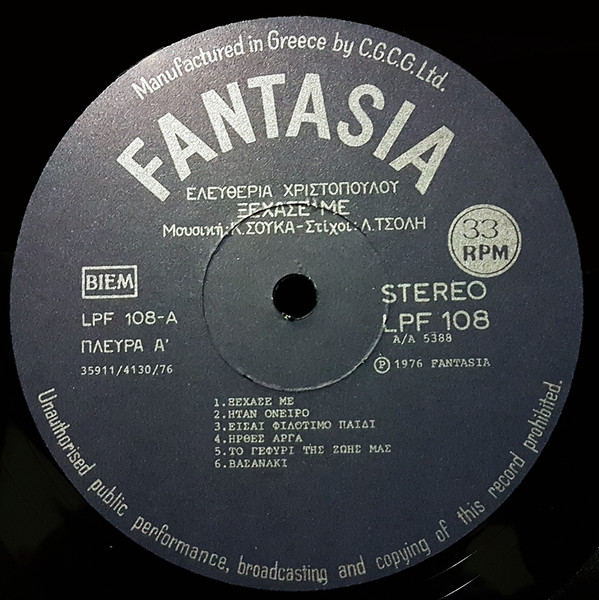 Manufactured in Greece by C.G.C.G. Ltd.
FANTASIA
ΕΛΕΥΘΕΡΙΑ ΧΡΙΣΤΟΠΟΥΛΟΥ
ΞΕΧΑΣΕ ΜΕ
Μουσική: Κ. ΣΟΥΚΑ - Στίχοι: Λ. ΤΣΟΛΗ
33
RPM
BIEM
LPF 108-A
ΠΛΕΥΡΑ Α'
35911/4130/76
STEREO
LPF 108
A/A 5388
Ⓟ 1976 FANTASIA
1. ΞΕΧΑΣΕ ΜΕ
2. ΗΤΑΝ ΟΝΕΙΡΟ
3. ΕΙΣΑΙ ΦΙΛΟΤΙΜΟ ΠΑΙΔΙ
4. ΗΡΘΕΣ ΑΡΓΑ
5. ΤΟ ΓΕΦΥΡΙ ΤΗΣ ΖΩΗΣ ΜΑΣ
6. ΒΑΣΑΝΑΚΙ
Unauthorised public performance, broadcasting and copying of this record prohibited.